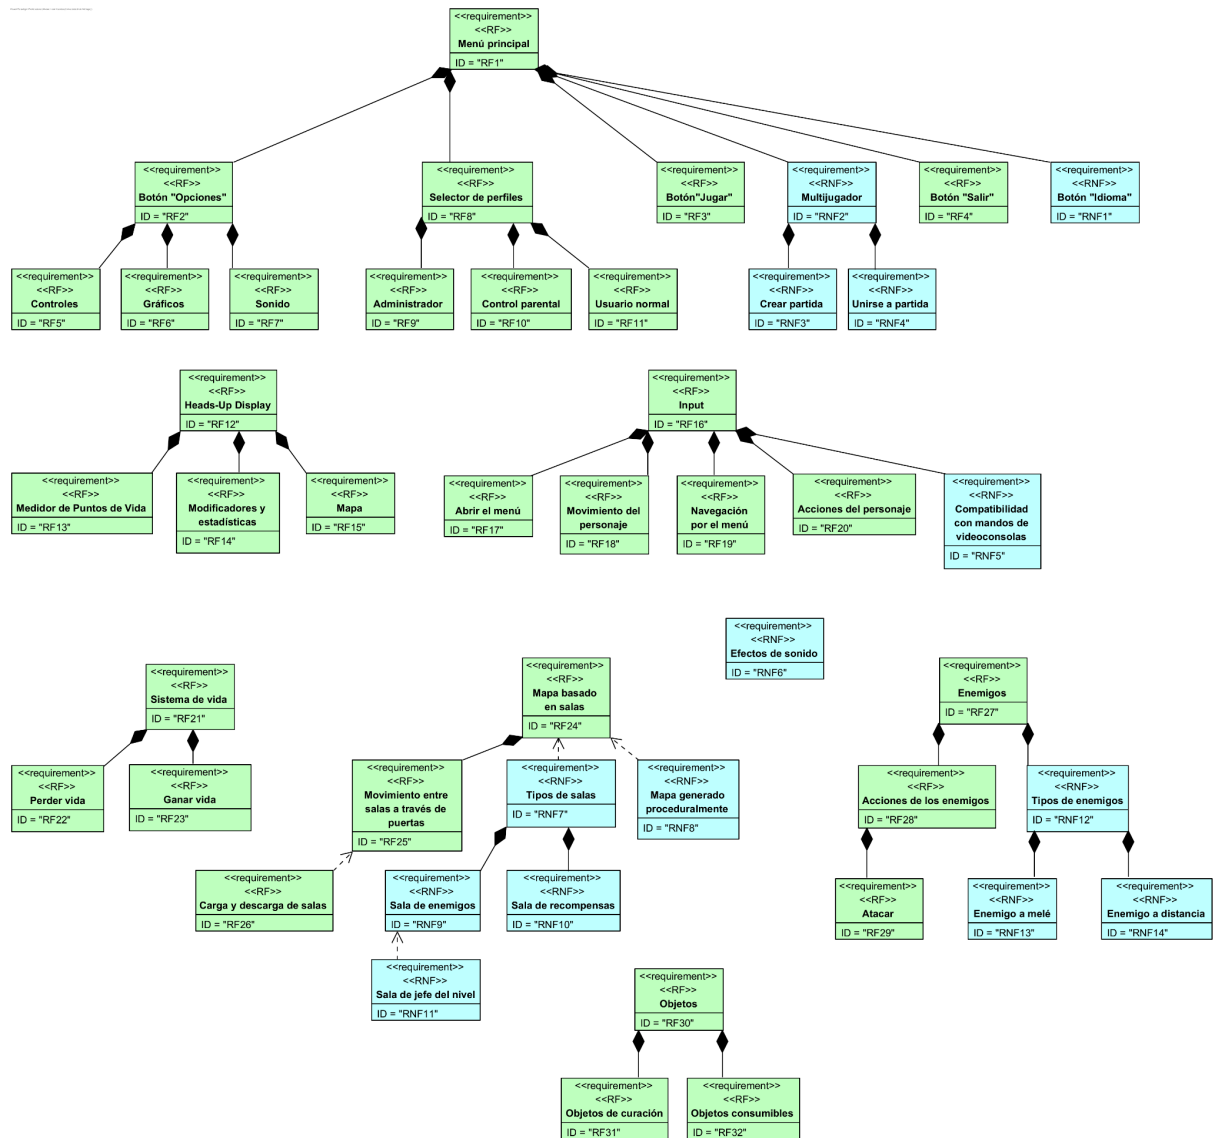 <<requirement>>
<<RF>>
Menú principal
ID = "RF1"
<<requirement>>
<<RF>>
Botón "Opciones"
ID = "RF2"
<<requirement>>
<<RF>>
Selector de perfiles
ID = "RF8"
<<requirement>>
<<RF>>
Botón"Jugar"
ID = "RF3"
<<requirement>>
<<RNF>>
Multijugador
ID = "RNF2"
<<requirement>>
<<RF>>
Botón "Salir"
ID = "RF4"
<<requirement>>
<<RNF>>
Botón "Idioma"
ID = "RNF1"
<<requirement>>
<<RF>>
Controles
ID = "RF5"
<<requirement>>
<<RF>>
Gráficos
ID = "RF6"
<<requirement>>
<<RF>>
Sonido
ID = "RF7"
<<requirement>>
<<RF>>
Administrador
ID = "RF9"
<<requirement>>
<<RF>>
Control parental
ID = "RF10"
<<requirement>>
<<RF>>
Usuario normal
ID = "RF11"
<<requirement>>
<<RNF>>
Crear partida
ID = "RNF3"
<<requirement>>
<<RNF>>
Unirse a partida
ID = "RNF4"
<<requirement>>
<<RF>>
Heads-Up Display
ID = "RF12"
<<requirement>>
<<RF>>
Input
ID = "RF16"
<<requirement>>
<<RF>>
Medidor de Puntos de Vida
ID = "RF13"
<<requirement>>
<<RF>>
Modificadores y
estadísticas
ID = "RF14"
<<requirement>>
<<RF>>
Mapa
ID = "RF15"
<<requirement>>
<<RF>>
Abrir el menú
ID = "RF17"
<<requirement>>
<<RF>>
Movimiento del
personaje
ID = "RF18"
<<requirement>>
<<RF>>
Navegación
por el menú
ID = "RF19"
<<requirement>>
<<RF>>
Acciones del personaje
ID = "RF20"
<<requirement>>
<<RNF>>
Compatibilidad
con mandos de
videoconsolas
ID = "RNF5"
<<requirement>>
<<RNF>>
Efectos de sonido
ID = "RNF6"
<<requirement>>
<<RF>>
Sistema de vida
ID = "RF21"
<<requirement>>
<<RF>>
Mapa basado
en salas
ID = "RF24"
<<requirement>>
<<RF>>
Enemigos
ID = "RF27"
<<requirement>>
<<RF>>
Perder vida
ID = "RF22"
<<requirement>>
<<RF>>
Ganar vida
ID = "RF23"
<<requirement>>
<<RF>>
Movimiento entre
salas a través de
puertas
ID = "RF25"
<<requirement>>
<<RNF>>
Tipos de salas
ID = "RNF7"
<<requirement>>
<<RNF>>
Mapa generado
proceduralmente
ID = "RNF8"
<<requirement>>
<<RF>>
Acciones de los enemigos
ID = "RF28"
<<requirement>>
<<RNF>>
Tipos de enemigos
ID = "RNF12"
<<requirement>>
<<RF>>
Carga y descarga de salas
ID = "RF26"
<<requirement>>
<<RNF>>
Sala de enemigos
ID = "RNF9"
<<requirement>>
<<RNF>>
Sala de recompensas
ID = "RNF10"
<<requirement>>
<<RF>>
Atacar
ID = "RF29"
<<requirement>>
<<RNF>>
Enemigo a melé
ID = "RNF13"
<<requirement>>
<<RNF>>
Enemigo a distancia
ID = "RNF14"
<<requirement>>
<<RNF>>
Sala de jefe del nivel
ID = "RNF11"
<<requirement>>
<<RF>>
Objetos
ID = "RF30"
<<requirement>>
<<RF>>
Objetos de curación
ID = "RF31"
<<requirement>>
<<RF>>
Objetos consumibles
ID = "RF32"